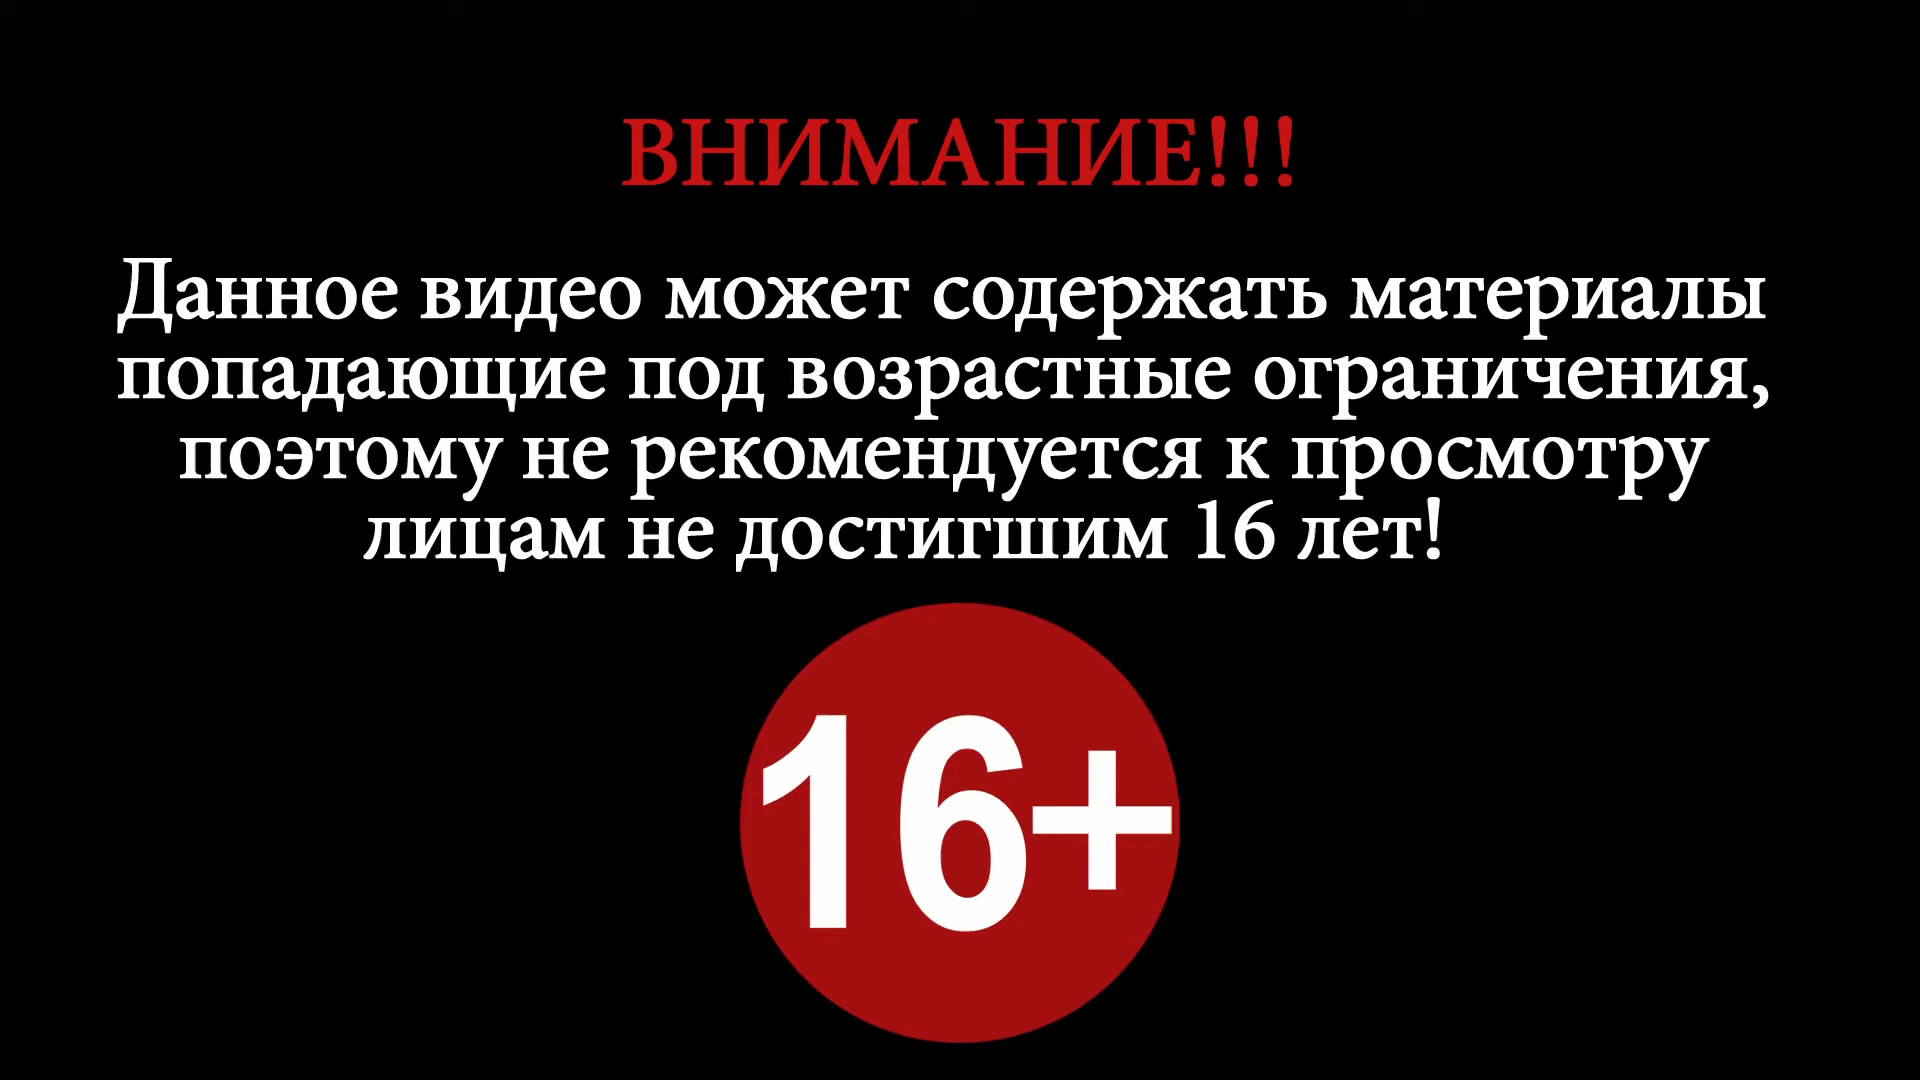 ВНИМАНИЕ!!!
Данное видео может содержать материалы
попадающие под возрастные ограничения,
поэтому не рекомендуется к просмотру
лицам не достигшим 16 лет!
16+